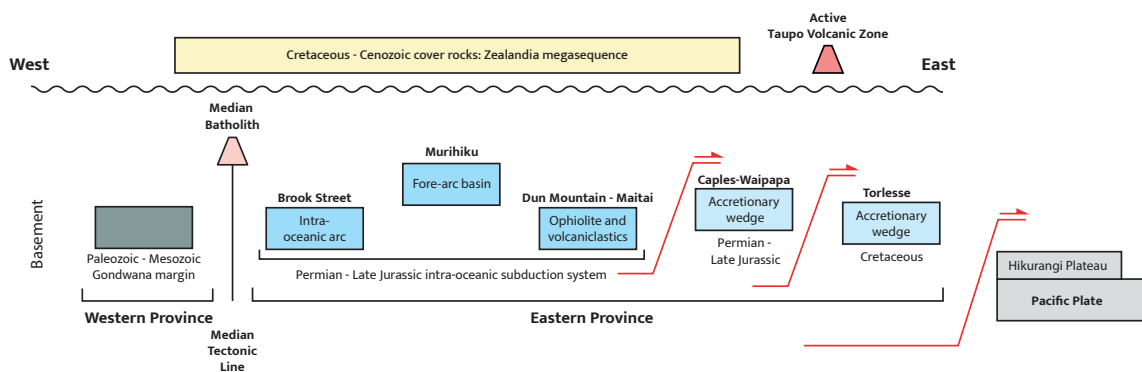 Active
Taupo Volcanic Zone
Cretaceous - Cenozoic cover rocks: Zealandia megasequence
West
East
Median
Batholith
Murihiku
Fore-arc basin
Brook Street
Intra-
oceanic arc
Dun Mountain - Maitai
Ophiolite and
volcaniclastics
Caples-Waipapa
Accretionary
wedge
Permian -
Late Jurassic
Torlesse
Accretionary
wedge
Cretaceous
Basement
Paleozoic - Mesozoic
Gondwana margin
Permian - Late Jurassic intra-oceanic subduction system
Hikurangi Plateau
Pacific Plate
Western Province
Eastern Province
Median
Tectonic
Line